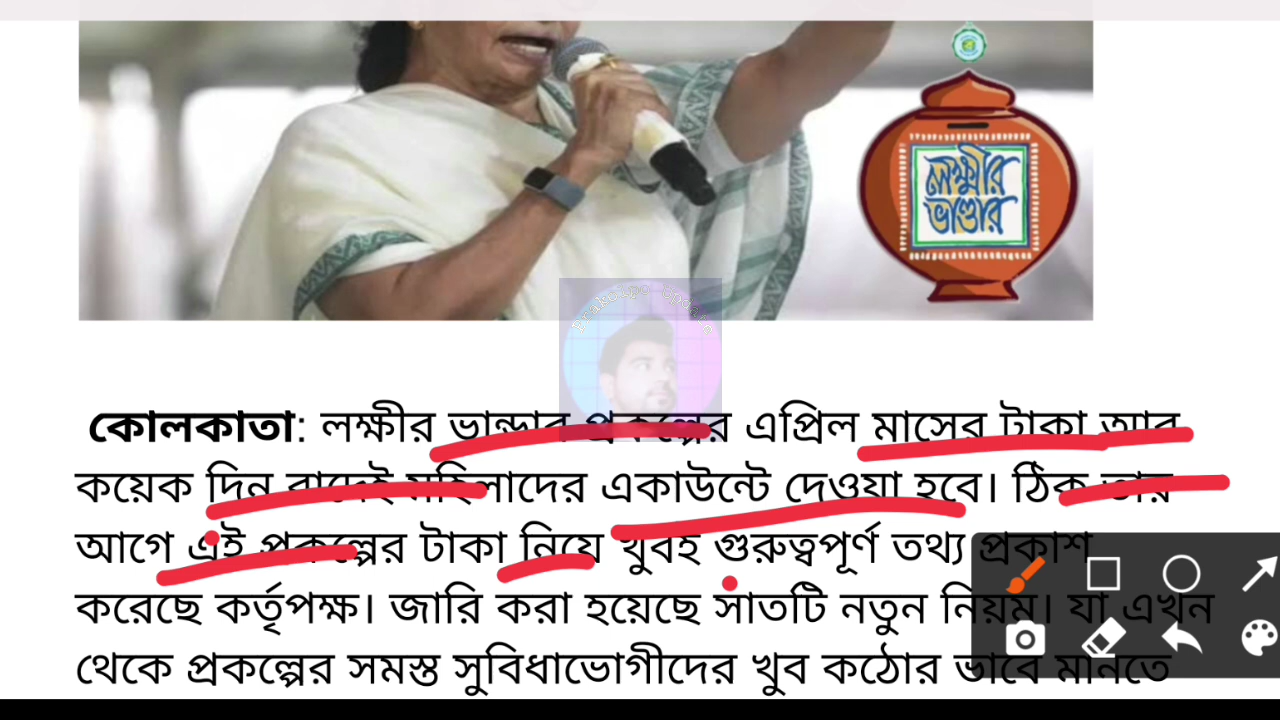 লক্ষ্মীর
ভাণ্ডার
কোলকাতা: লক্ষীর ভান্ডার প্রকল্পের এপ্রিল মাসের টাকা আর
কয়েক দিন বাদেই মহিলাদের একাউন্টে দেওয়া হবে। ঠিক তার
আগে এই প্রকল্পের টাকা নিয়ে খুবই গুরুত্বপূর্ণ তথ্য প্রকাশ
করেছে কর্তৃপক্ষ। জারি করা হয়েছে সাতটি নতুন নিয়ম। যা এখন
থেকে প্রকল্পের সমস্ত সুবিধাভোগীদের খুব কঠোর ভাবে মানতে